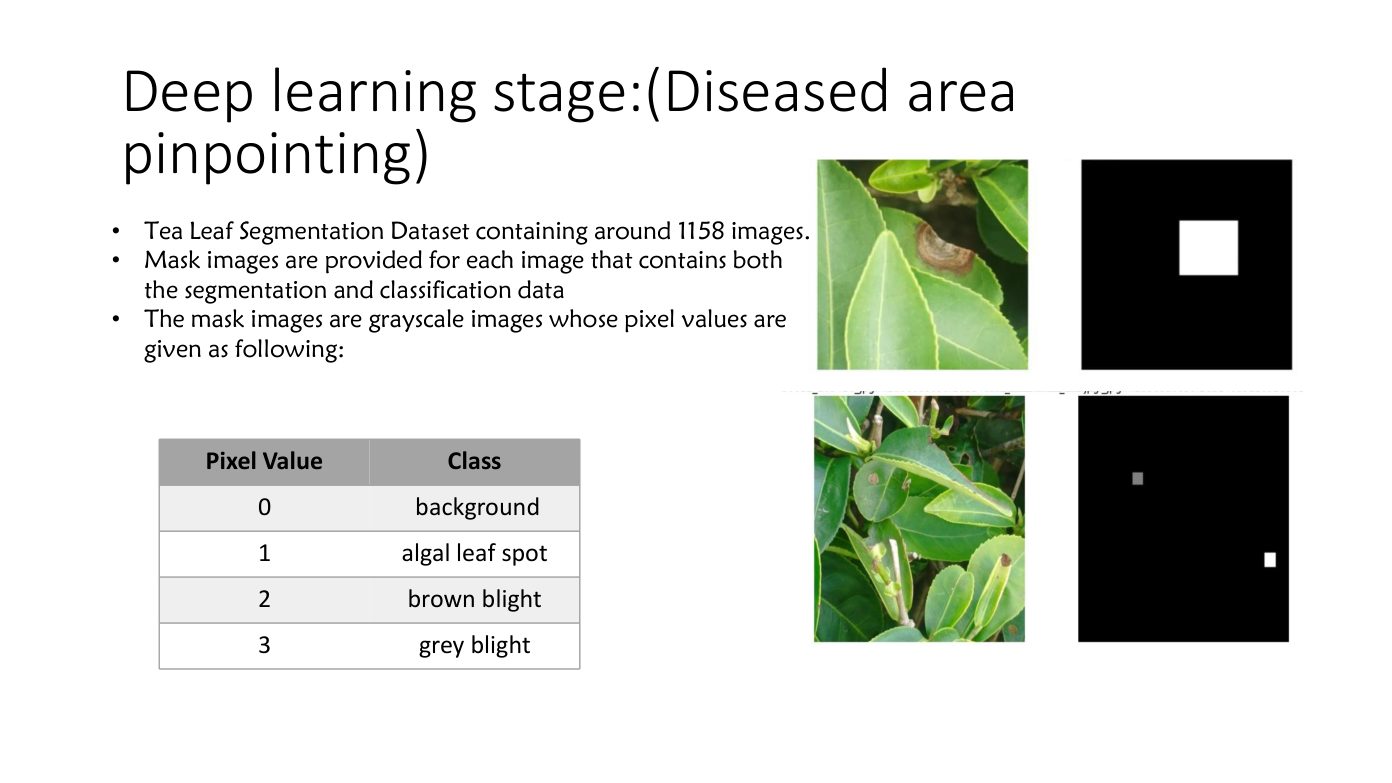 Deep learning stage:(Diseased area
pinpointing)
• Tea Leaf Segmentation Dataset containing around 1158 images.
• Mask images are provided for each image that contains both
the segmentation and classification data
• The mask images are grayscale images whose pixel values are
given as following:
Pixel Value Class
0 background
1 algal leaf spot
2 brown blight
3 grey blight